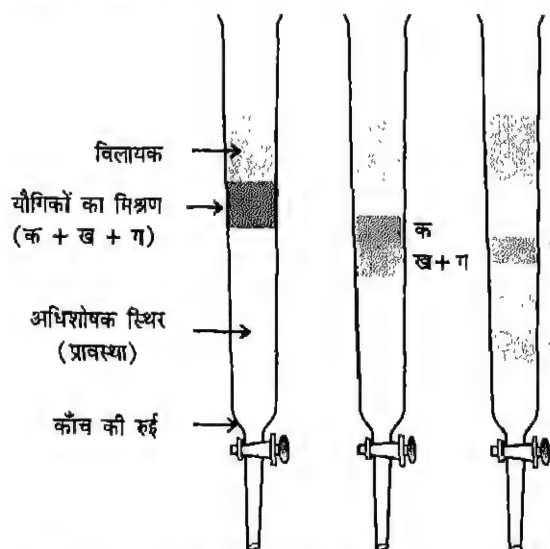 विलायक
यौगिकों का मिश्रण
(क + ख + ग)
अधिशोषक स्थिर
(प्रावस्था)
काँच की रुई
क
ख + ग